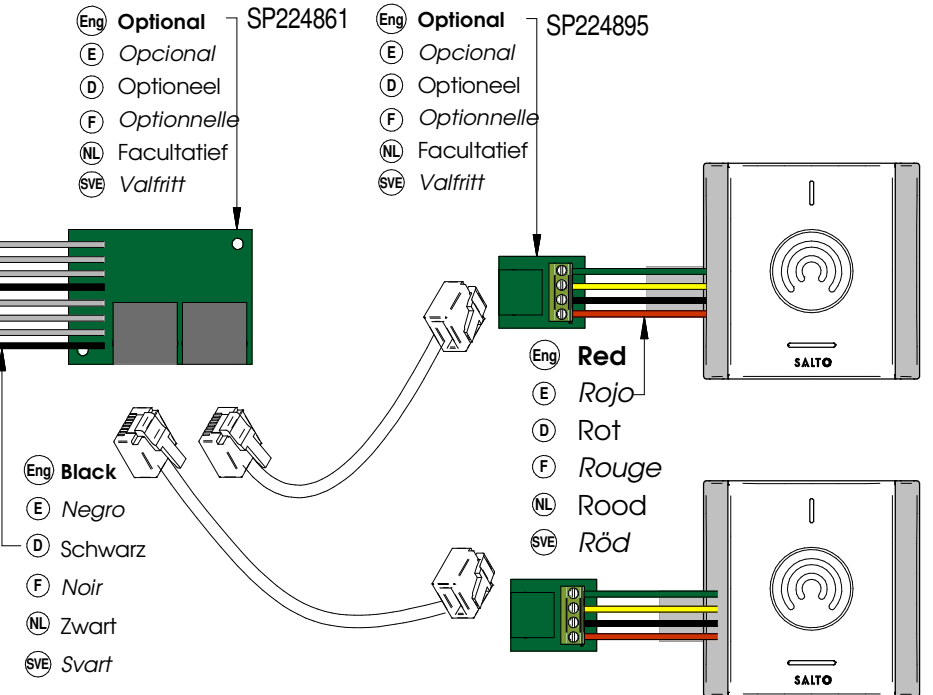 Eng Optional
E Opcional
D Optioneel
F Optionnelle
NL Facultatief
SVE Valfritt
SP224861
Eng Optional
E Opcional
D Optioneel
F Optionnelle
NL Facultatief
SVE Valfritt
SP224895
SALTO
Eng Red
E Rojo
D Rot
F Rouge
NL Rood
SVE Röd
Eng Black
E Negro
D Schwarz
F Noir
NL Zwart
SVE Svart
SALTO